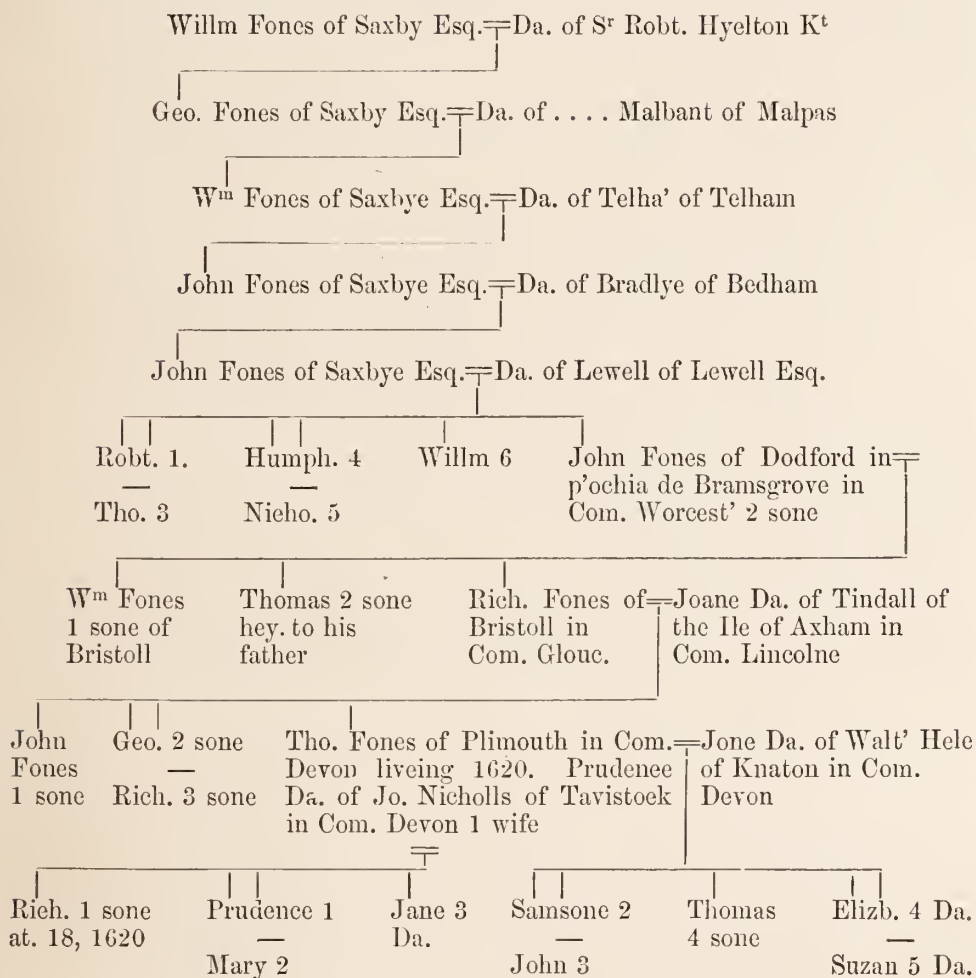 Willm Fones of Saxby Esq.=Da. of Sʳ Robt. Hyelton Kᵗ
Geo. Fones of Saxby Esq.=Da. of .... Malbant of Malpas
Wᵐ Fones of Saxbye Esq.=Da. of Telha' of Telham
John Fones of Saxbye Esq.=Da. of Bradlye of Bedham
John Fones of Saxbye Esq.=Da. of Lewell of Lewell Esq.
Robt. 1. Humph. 4 Willm 6 John Fones of Dodford in=
— — p'ochia de Bramsgrove in
Tho. 3 Nicho. 5 Com. Worcest' 2 sone
Wᵐ Fones Thomas 2 sone Rich. Fones of=Joane Da. of Tindall of
1 sone of hey. to his Bristoll in the Ile of Axham in
Bristoll father Com. Glouc. Com. Lincolne
John Geo. 2 sone Tho. Fones of Plimouth in Com.=Jone Da. of Walt' Hele
Fones — Devon liveing 1620. Prudence of Knaton in Com.
1 sone Rich. 3 sone Da. of Jo. Nicholls of Tavistock Devon
in Com. Devon 1 wife
Rich. 1 sone Prudence 1 Jane 3 Samsone 2 Thomas Elizb. 4 Da.
at. 18, 1620 — Da. — 4 sone —
Mary 2 John 3 Suzan 5 Da.